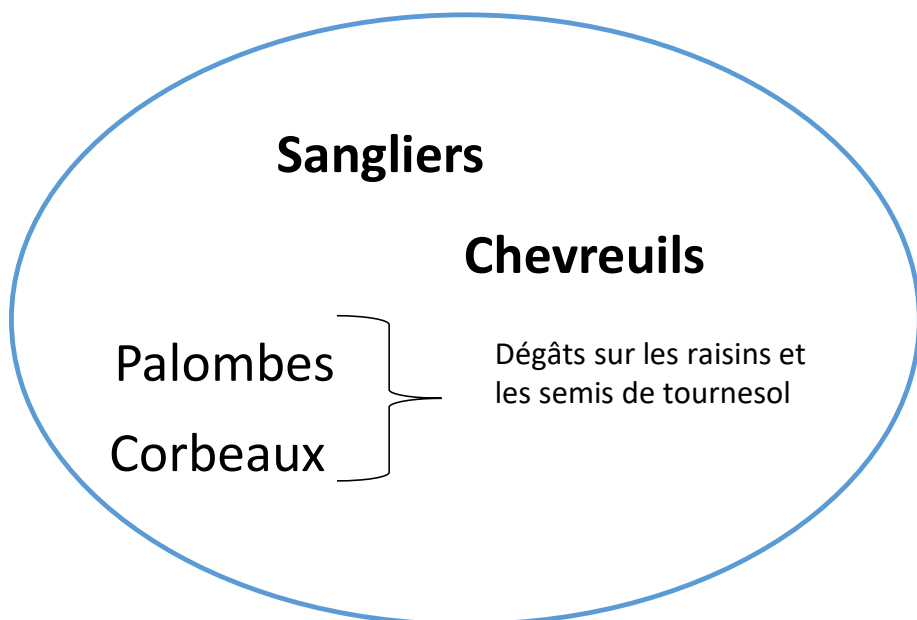 Sangliers
Chevreuils
Palombes
Corbeaux
Dégâts sur les raisins et
les semis de tournesol